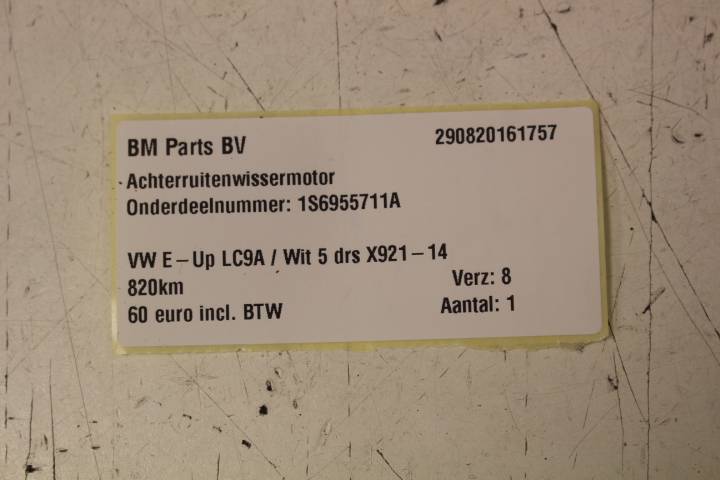 BM Parts BV 290820161757
Achterruitenwissermotor
Onderdeelnummer: 1S6955711A
VW E-Up LC9A / Wit 5 drs X921-14
820km Verz: 8
60 euro incl. BTW Aantal: 1